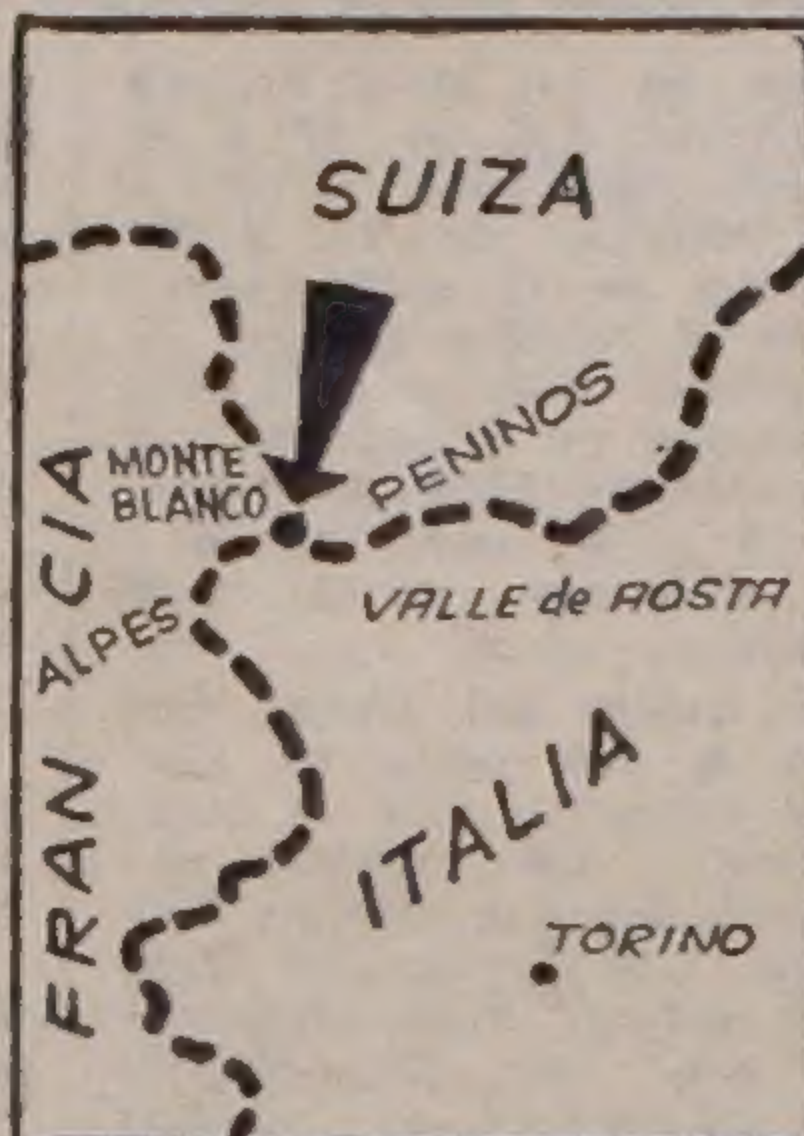 SUIZA
PENINOS
MONTE
BLANCO
VALLE de AOSTA
ALPES
FRANCIA
ITALIA
TORINO